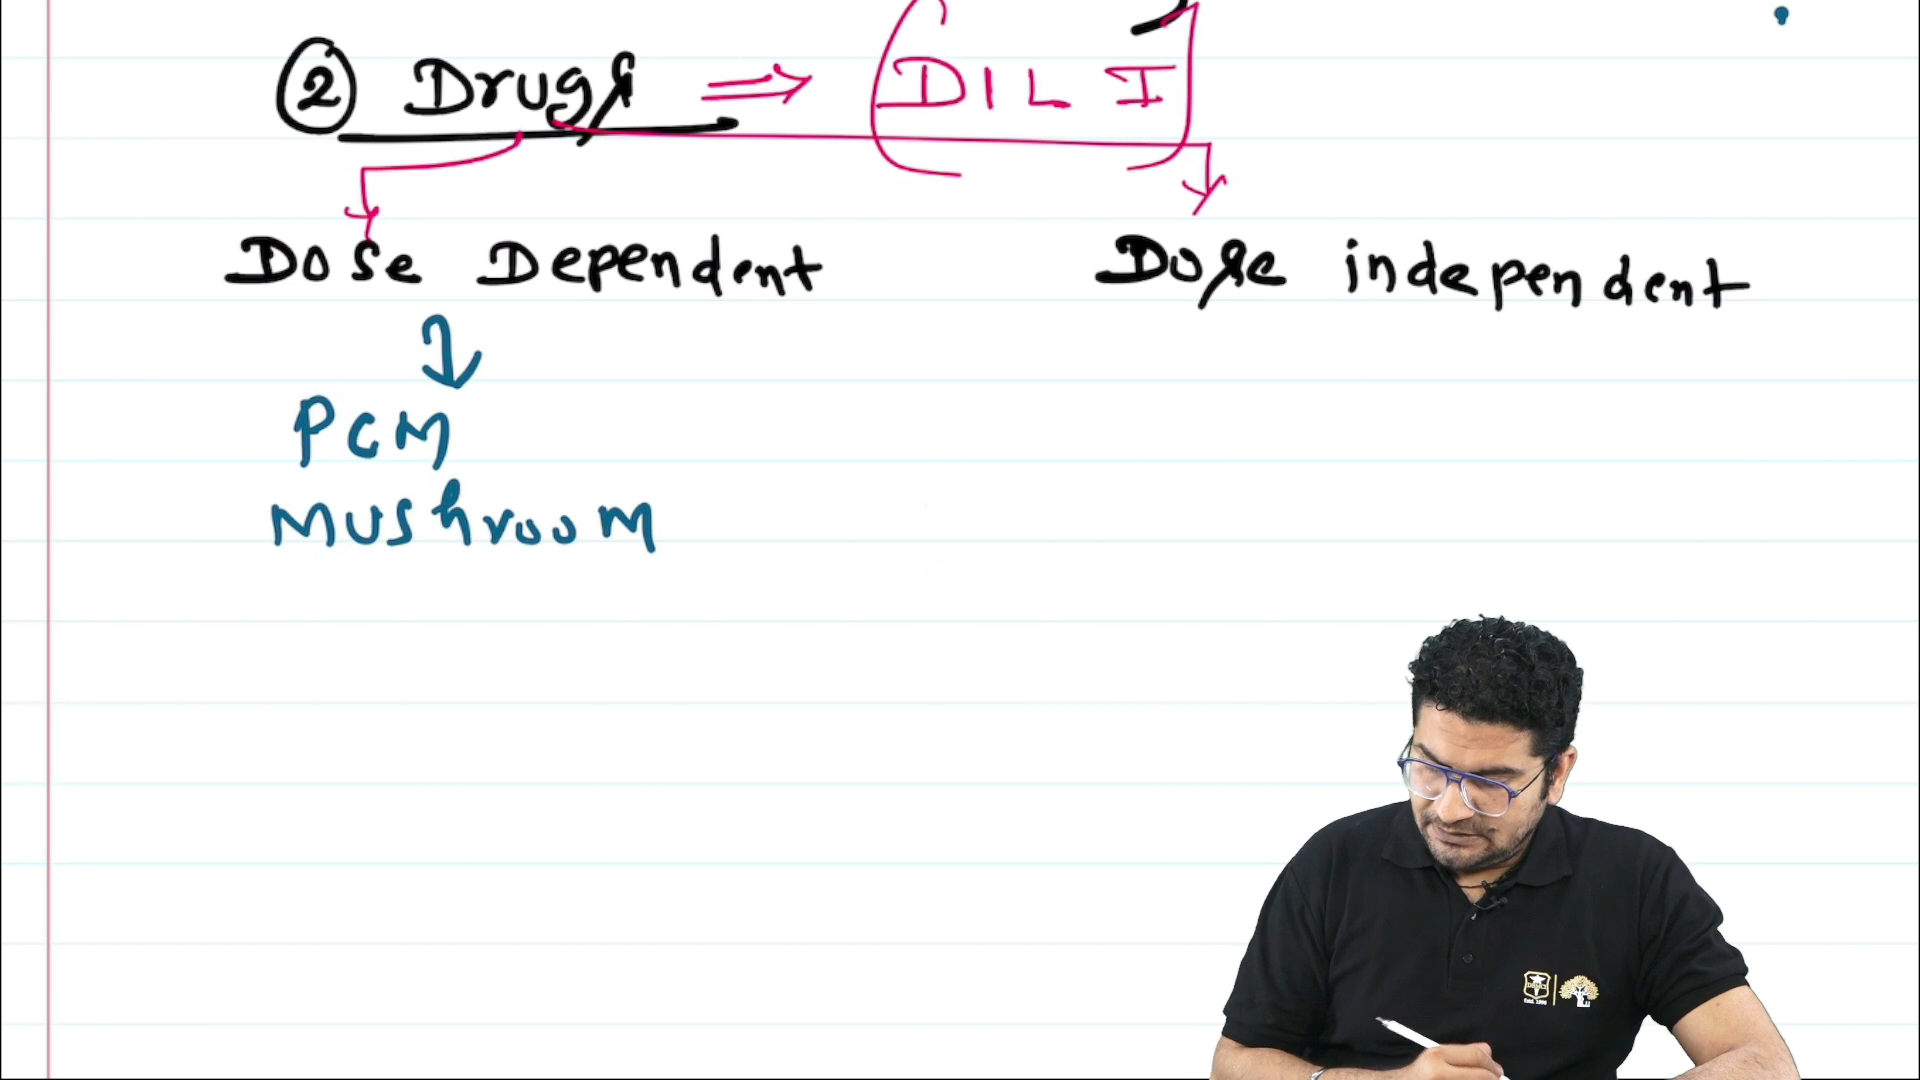 ② Drugs ⇒ [DILI]
Dose Dependent
Dose independent
PCM
Mushroom